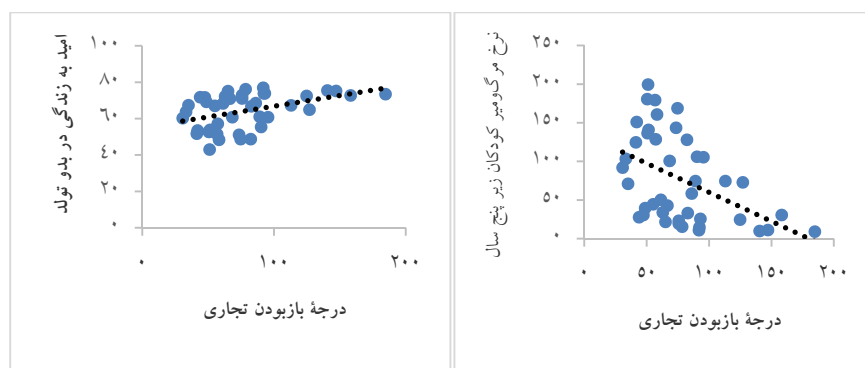 امید به زندگی در بدو تولد
۱۰۰
۸۰
۶۰
۴۰
۲۰
۰
۰ ۱۰۰ ۲۰۰
درجهٔ بازبودن تجاری
نرخ مرگ‌ومیر کودکان زیر پنج سال
۲۵۰
۲۰۰
۱۵۰
۱۰۰
۵۰
۰
۰ ۵۰ ۱۰۰ ۱۵۰ ۲۰۰
درجهٔ بازبودن تجاری